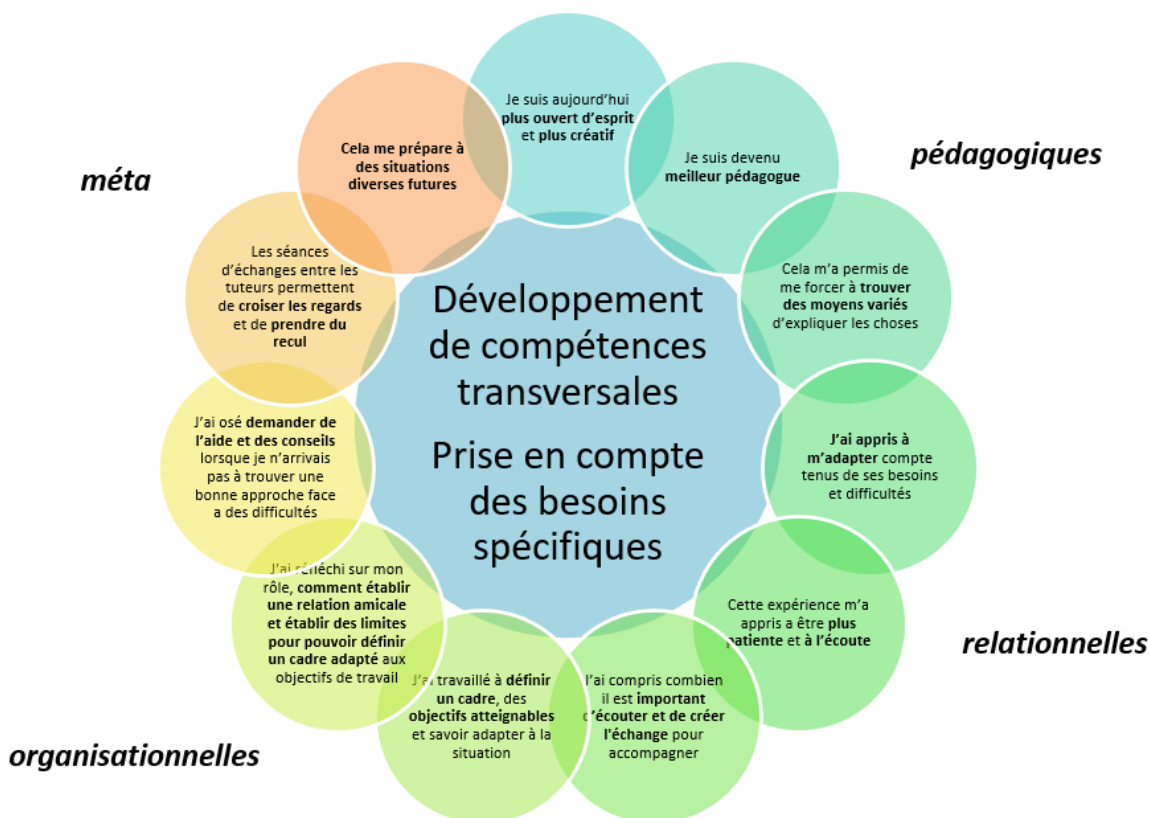 Je suis aujourd'hui
plus ouvert d'esprit
et plus créatif
Je suis devenu
meilleur pédagogue
pédagogiques
Cela m'a permis de
me forcer à trouver
des moyens variés
d'expliquer les choses
J'ai appris à
m'adapter compte
tenus de ses besoins
et difficultés
Cette expérience m'a
appris a être plus
patiente et à l'écoute
relationnelles
J'ai compris combien
il est important
d'écouter et de créer
l'échange pour
accompagner
J'ai travaillé à définir
un cadre, des
objectifs atteignables
et savoir adapter à la
situation
organisationnelles
J'ai réfléchi sur mon
rôle, comment établir
une relation amicale
et établir des limites
pour pouvoir définir
un cadre adapté aux
objectifs de travail
J'ai osé demander de
l'aide et des conseils
lorsque je n'arrivais
pas à trouver une
bonne approche face
a des difficultés
Les séances
d'échanges entre les
tuteurs permettent
de croiser les regards
et de prendre du
recul
méta
Cela me prépare à
des situations
diverses futures
Développement
de compétences
transversales
Prise en compte
des besoins
spécifiques